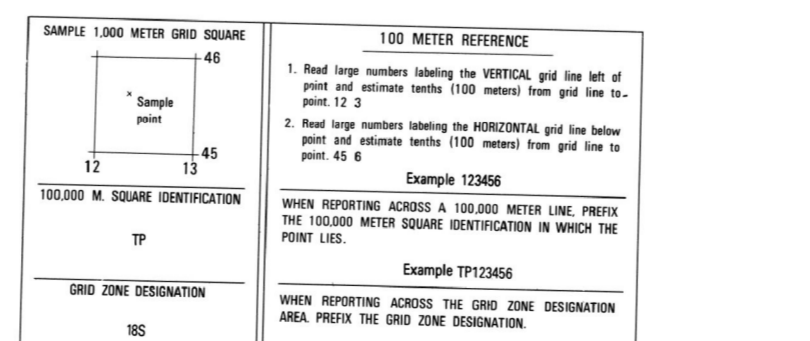 SAMPLE 1,000 METER GRID SQUARE
46
× Sample
point
45
12
13
100,000 M. SQUARE IDENTIFICATION
TP
GRID ZONE DESIGNATION
18S
100 METER REFERENCE
1. Read large numbers labeling the VERTICAL grid line left of
point and estimate tenths (100 meters) from grid line to-
point. 12 3
2. Read large numbers labeling the HORIZONTAL grid line below
point and estimate tenths (100 meters) from grid line to
point. 45 6
Example 123456
WHEN REPORTING ACROSS A 100,000 METER LINE, PREFIX
THE 100,000 METER SQUARE IDENTIFICATION IN WHICH THE
POINT LIES.
Example TP123456
WHEN REPORTING ACROSS THE GRID ZONE DESIGNATION
AREA. PREFIX THE GRID ZONE DESIGNATION.